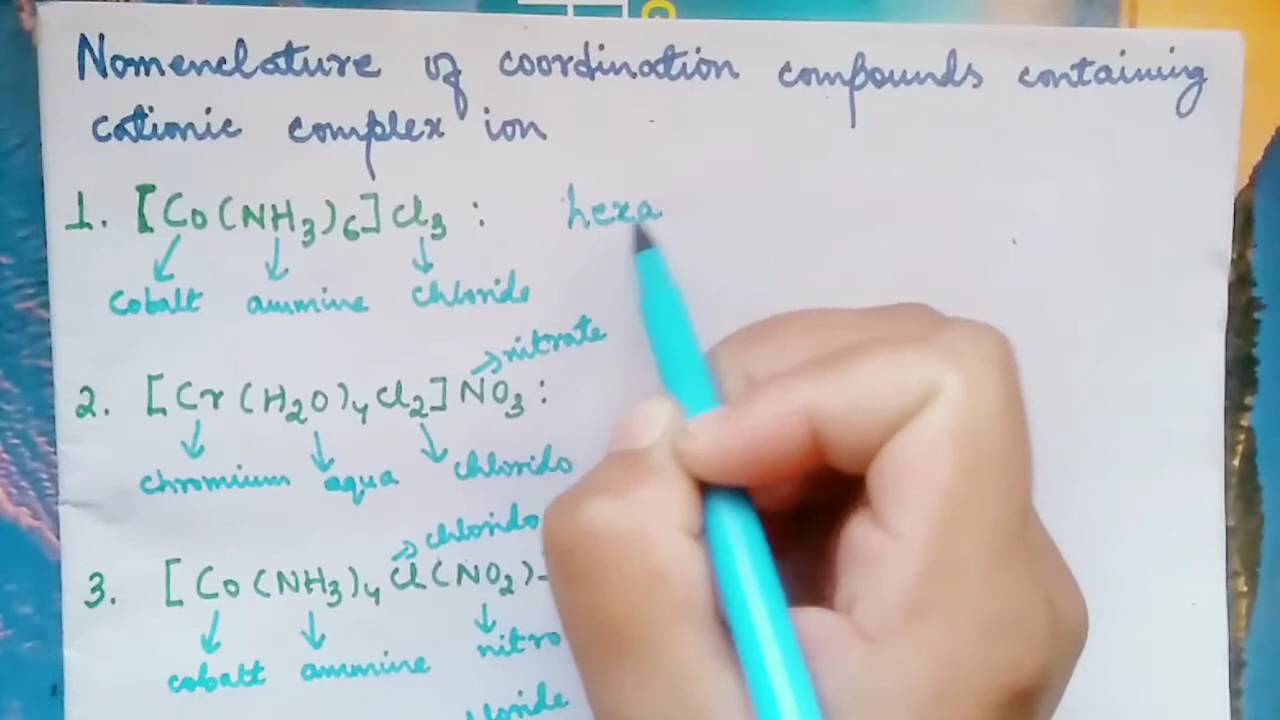 Nomenclature of coordination compounds containing
cationic complex ion
1. [Co(NH3)6]Cl3 : hexa
cobalt ammine chloride
nitrate
2. [Cr(H2O)4Cl2]NO3 :
chromium aqua chlorido
chlorido
3. [Co(NH3)4Cl(NO2)
cobalt ammine nitro